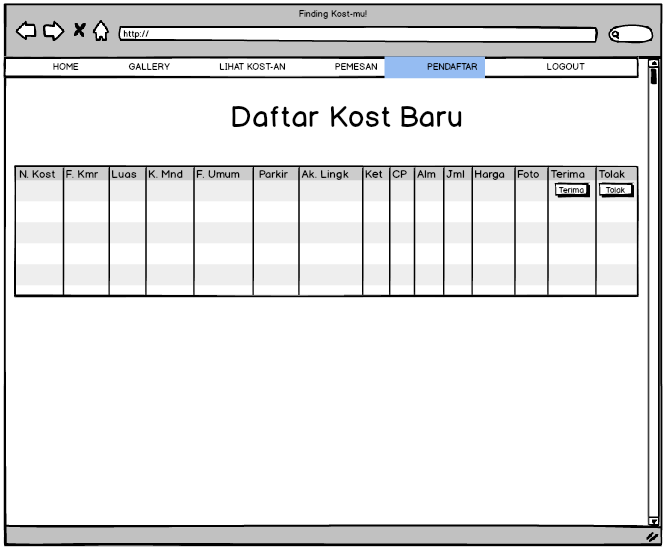 Finding Kost-mu!
http://
HOME GALLERY LIHAT KOST-AN PEMESAN PENDAFTAR LOGOUT
Daftar Kost Baru
N. Kost F. Kmr Luas K. Mnd F. Umum Parkir Ak. Lingk Ket CP Alm Jml Harga Foto Terima Tolak
Terima Tolak